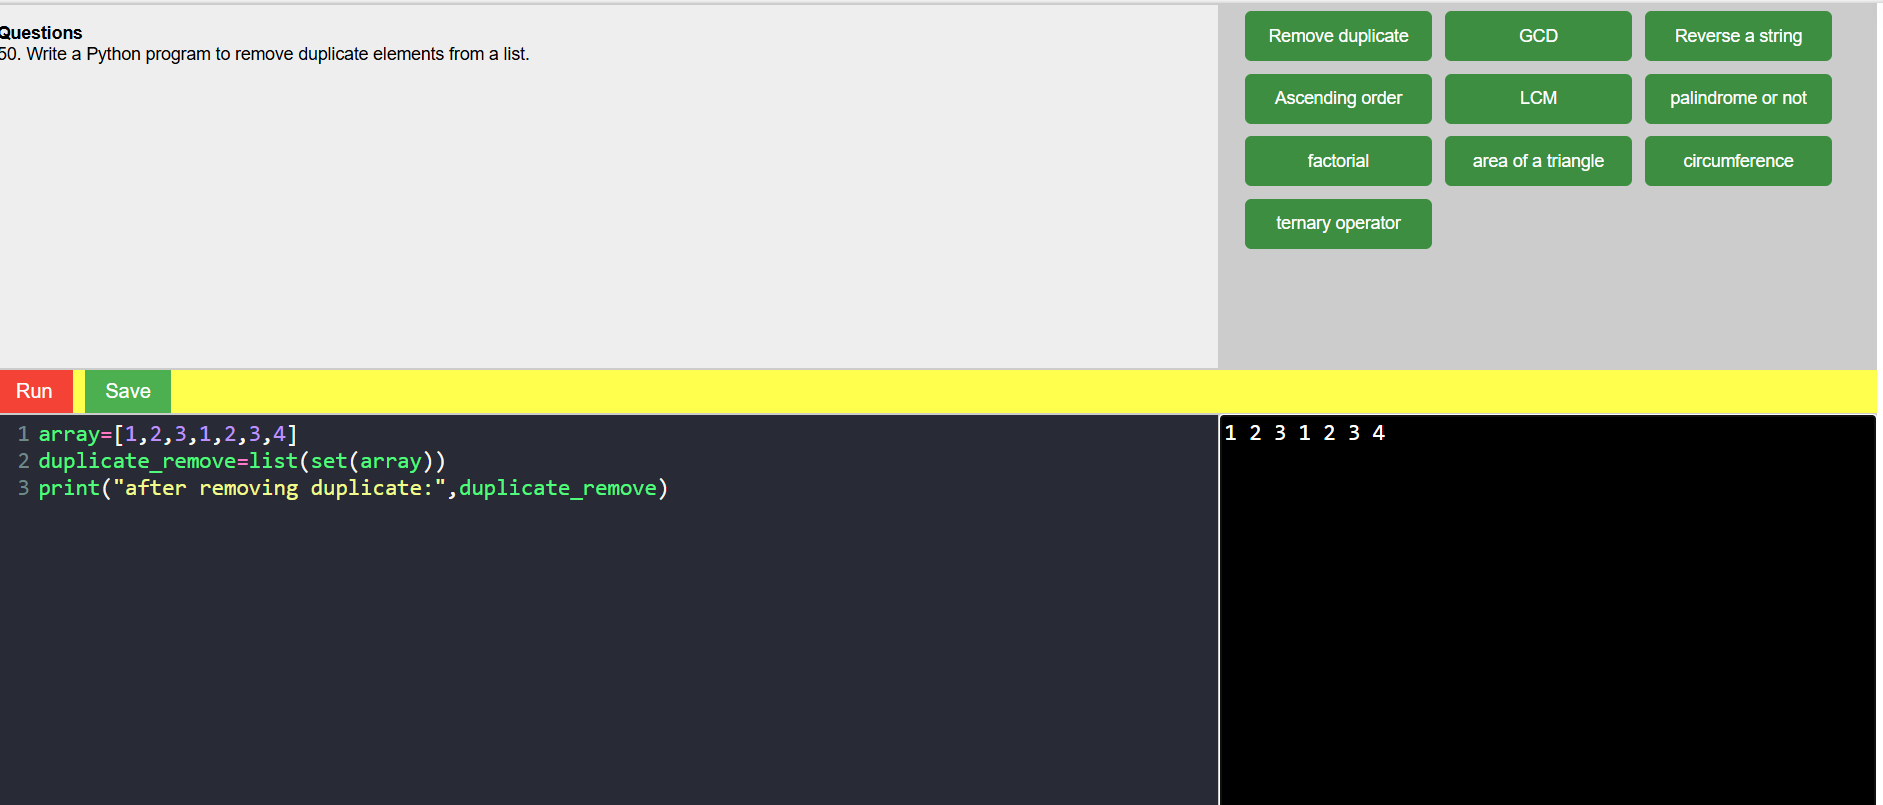 Questions
50. Write a Python program to remove duplicate elements from a list.
Remove duplicate
GCD
Reverse a string
Ascending order
LCM
palindrome or not
factorial
area of a triangle
circumference
ternary operator
Run
Save
1 array=[1,2,3,1,2,3,4]
2 duplicate_remove=list(set(array))
3 print("after removing duplicate:",duplicate_remove)
1 2 3 1 2 3 4